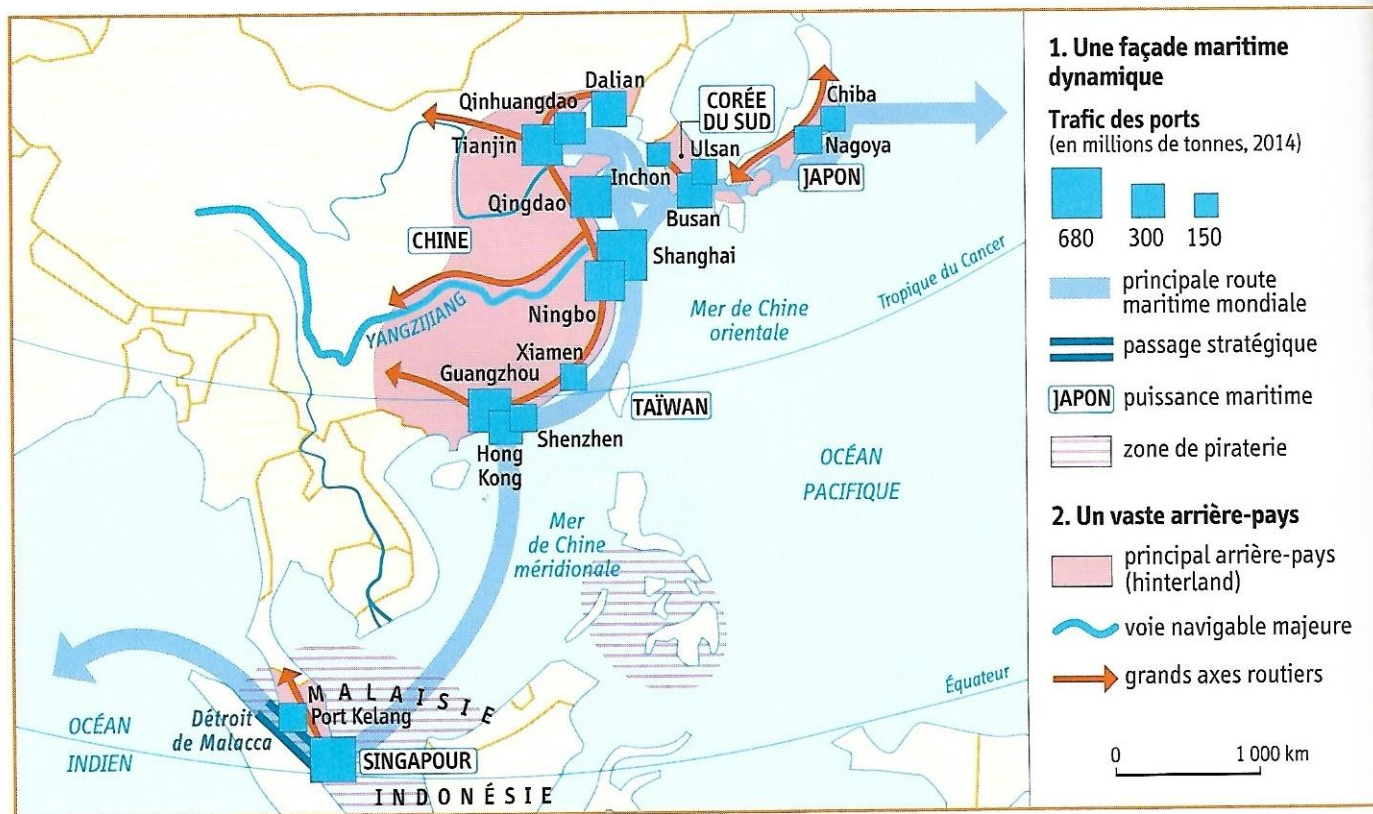 Dalian
Qinhuangdao
Tianjin
CORÉE
DU SUD
Chiba
Ulsan
Nagoya
Inchon
JAPON
Qingdao
Busan
CHINE
Shanghai
YANGZIJIANG
Ningbo
Mer de Chine
orientale
Tropique du Cancer
Xiamen
Guangzhou
TAÏWAN
Shenzhen
Hong
Kong
OCÉAN
PACIFIQUE
Mer
de Chine
méridionale
MALAISIE
Port Kelang
Équateur
Détroit
de Malacca
OCÉAN
INDIEN
SINGAPOUR
INDONÉSIE
1. Une façade maritime
dynamique
Trafic des ports
(en millions de tonnes, 2014)
680 300 150
principale route
maritime mondiale
passage stratégique
JAPON puissance maritime
zone de piraterie
2. Un vaste arrière-pays
principal arrière-pays
(hinterland)
voie navigable majeure
grands axes routiers
0 1 000 km